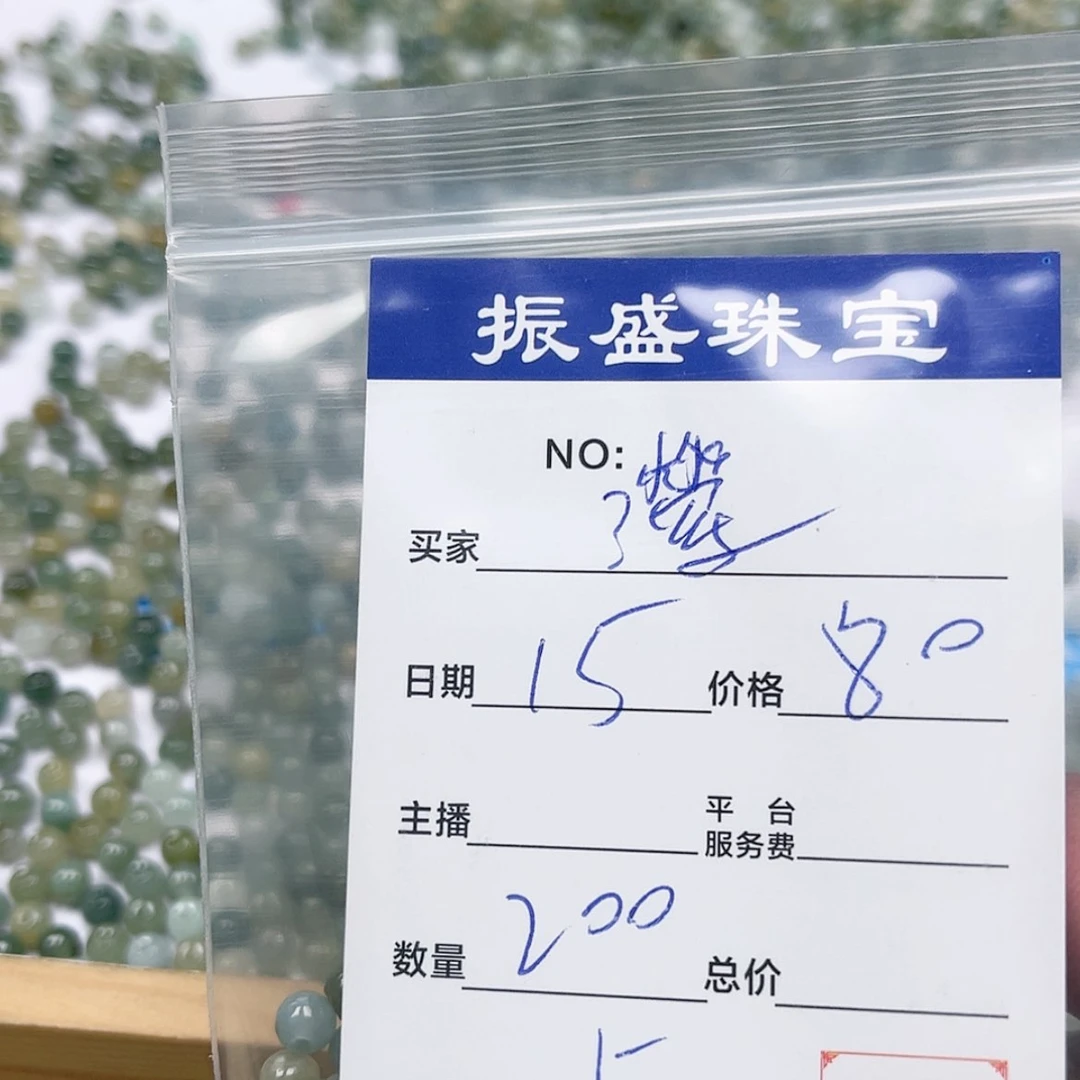 振盛珠宝
NO:
买家
日期 15 价格 80
主播 平台服务费
数量 200 总价